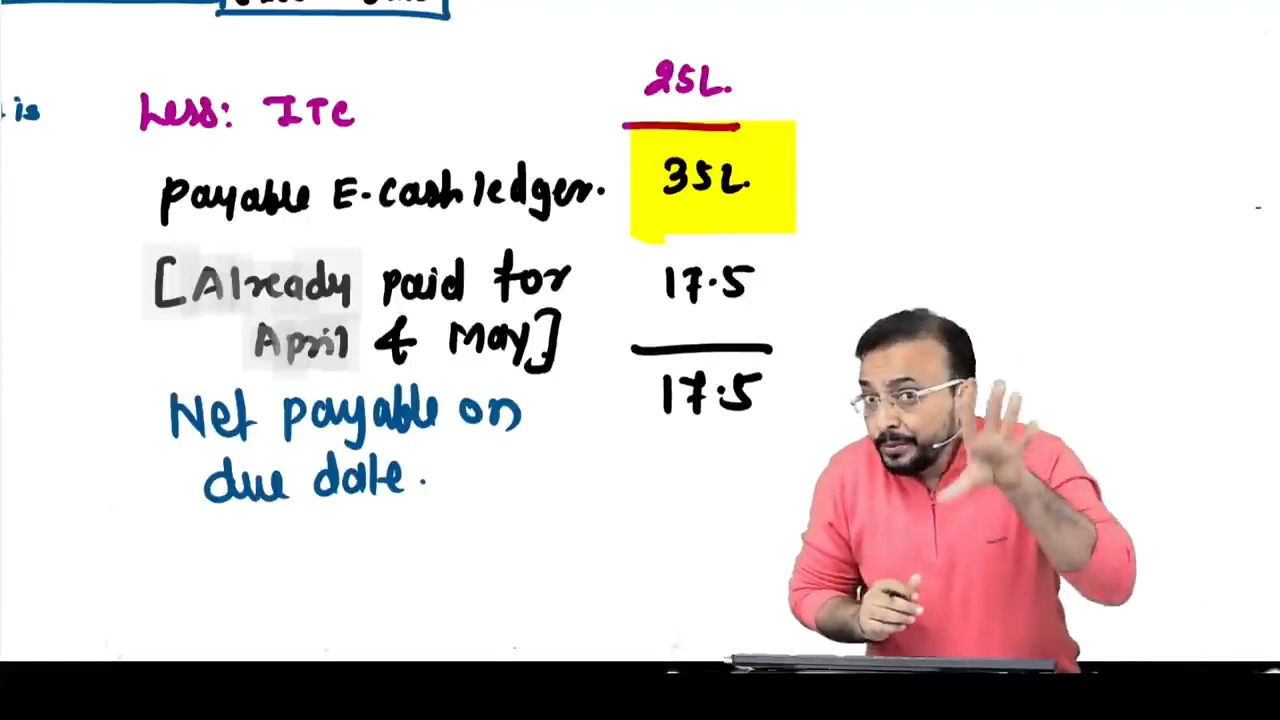 is
25L.
Less: ITC
Payable E-cash ledger. 35L.
[Already paid for 17.5
April & May]
Net payable on 17.5
due date.